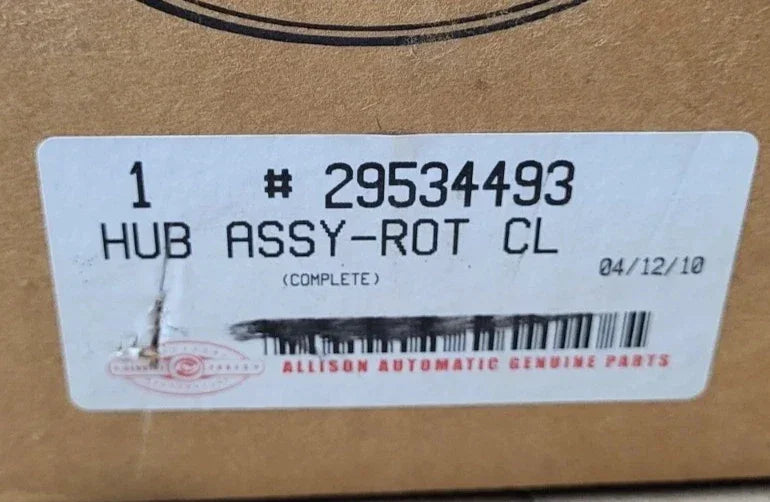 1 # 29534493
HUB ASSY-ROT CL
(COMPLETE) 04/12/10
ALLISON AUTOMATIC GENUINE PARTS